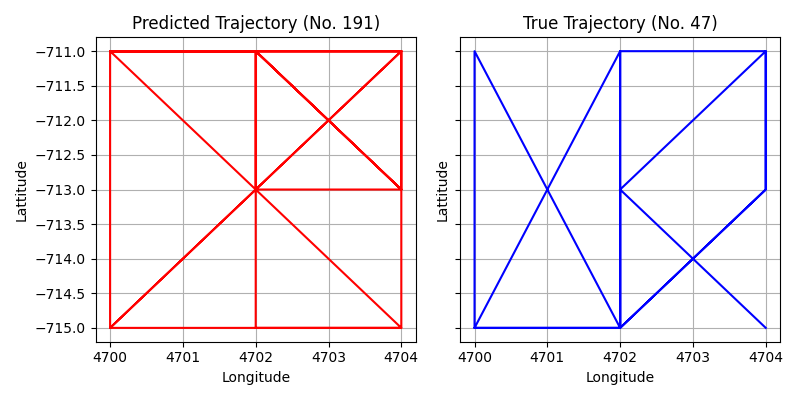 Predicted Trajectory (No. 191)
True Trajectory (No. 47)
−711.0
−711.5
−712.0
−712.5
−713.0
−713.5
−714.0
−714.5
−715.0
Lattitude
Lattitude
4700 4701 4702 4703 4704
4700 4701 4702 4703 4704
Longitude
Longitude